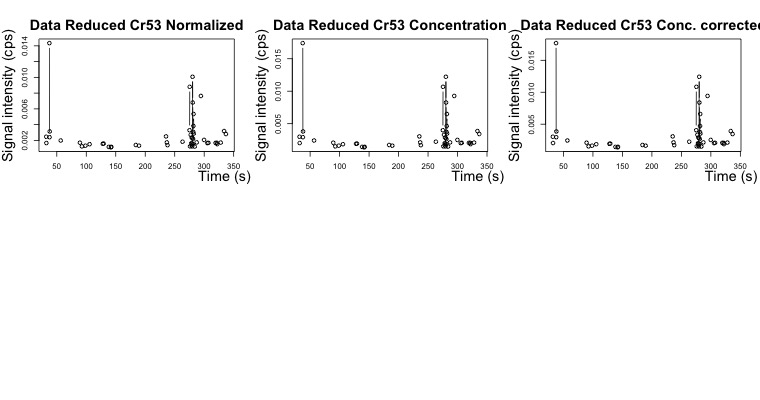 Data Reduced Cr53 Normalized
Signal intensity (cps)
0.014
0.010
0.006
0.002
50 100 150 200 250 300 350
Time (s)
Data Reduced Cr53 Concentration
Signal intensity (cps)
0.015
0.010
0.005
50 100 150 200 250 300 350
Time (s)
Data Reduced Cr53 Conc. corrected
Signal intensity (cps)
0.015
0.010
0.005
50 100 150 200 250 300 350
Time (s)